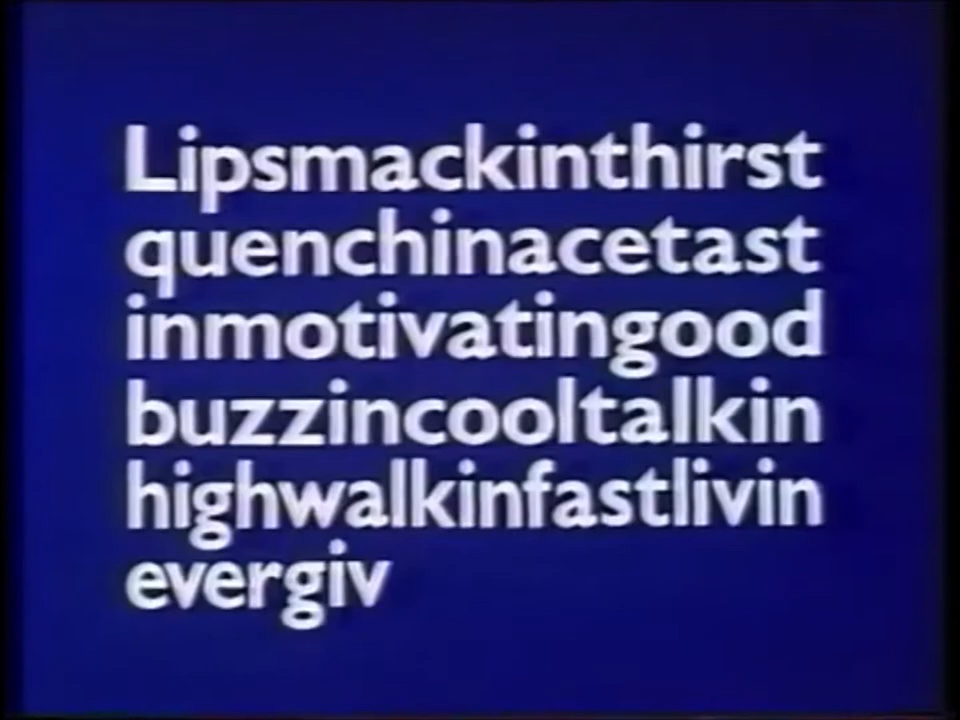 Lipsmackinthirst
quenchinacetast
inmotivatingood
buzzincooltalkin
highwalkinfastlivin
evergiv